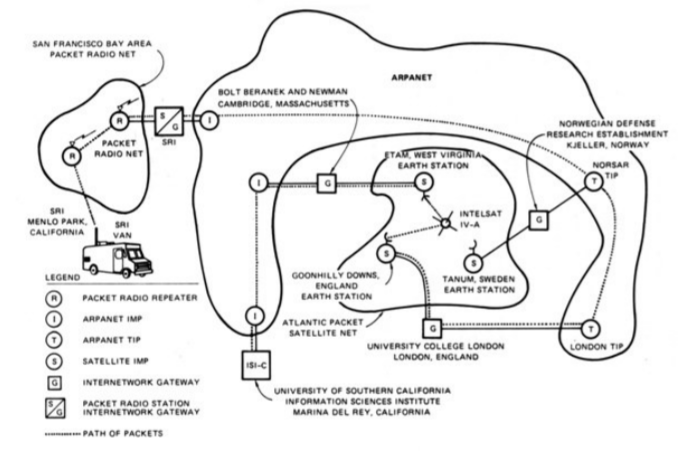 SAN FRANCISCO BAY AREA
PACKET RADIO NET
ARPANET
BOLT BERANEK AND NEWMAN
CAMBRIDGE, MASSACHUSETTS
NORWEGIAN DEFENSE
RESEARCH ESTABLISHMENT
KJELLER, NORWAY
R
S/G
I
SRI
PACKET
RADIO NET
R
ETAM, WEST VIRGINIA
EARTH STATION
NORSAR
TIP
T
I
G
S
SRI
MENLO PARK,
CALIFORNIA
SRI
VAN
INTELSAT
IV-A
G
S
S
GOONHILLY DOWNS,
ENGLAND
EARTH STATION
TANUM, SWEDEN
EARTH STATION
LEGEND
R PACKET RADIO REPEATER
I ARPANET IMP
T ARPANET TIP
S SATELLITE IMP
G INTERNETWORK GATEWAY
S/G PACKET RADIO STATION
INTERNETWORK GATEWAY
PATH OF PACKETS
I
ATLANTIC PACKET
SATELLITE NET
G
T
UNIVERSITY COLLEGE LONDON
LONDON, ENGLAND
LONDON TIP
ISI-C
UNIVERSITY OF SOUTHERN CALIFORNIA
INFORMATION SCIENCES INSTITUTE
MARINA DEL REY, CALIFORNIA